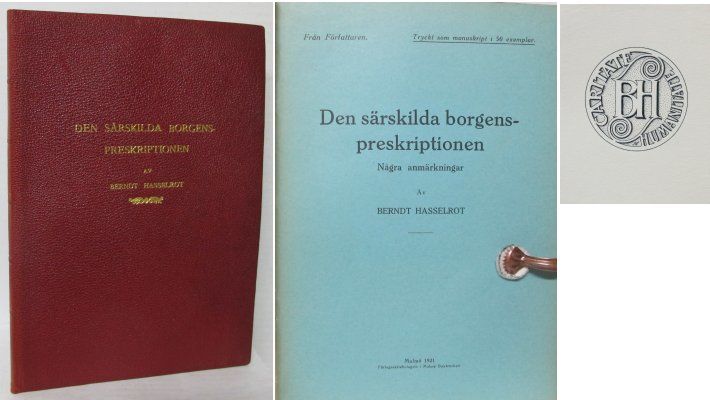 DEN SÄRSKILDA BORGENS-
PRESKRIPTIONEN
AV
BERNDT HASSELROT
Från Författaren.
Tryckt som manuskript i 50 exemplar.
Den särskilda borgens-
preskriptionen
Några anmärkningar
Av
BERNDT HASSELROT
Malmö 1921
BH